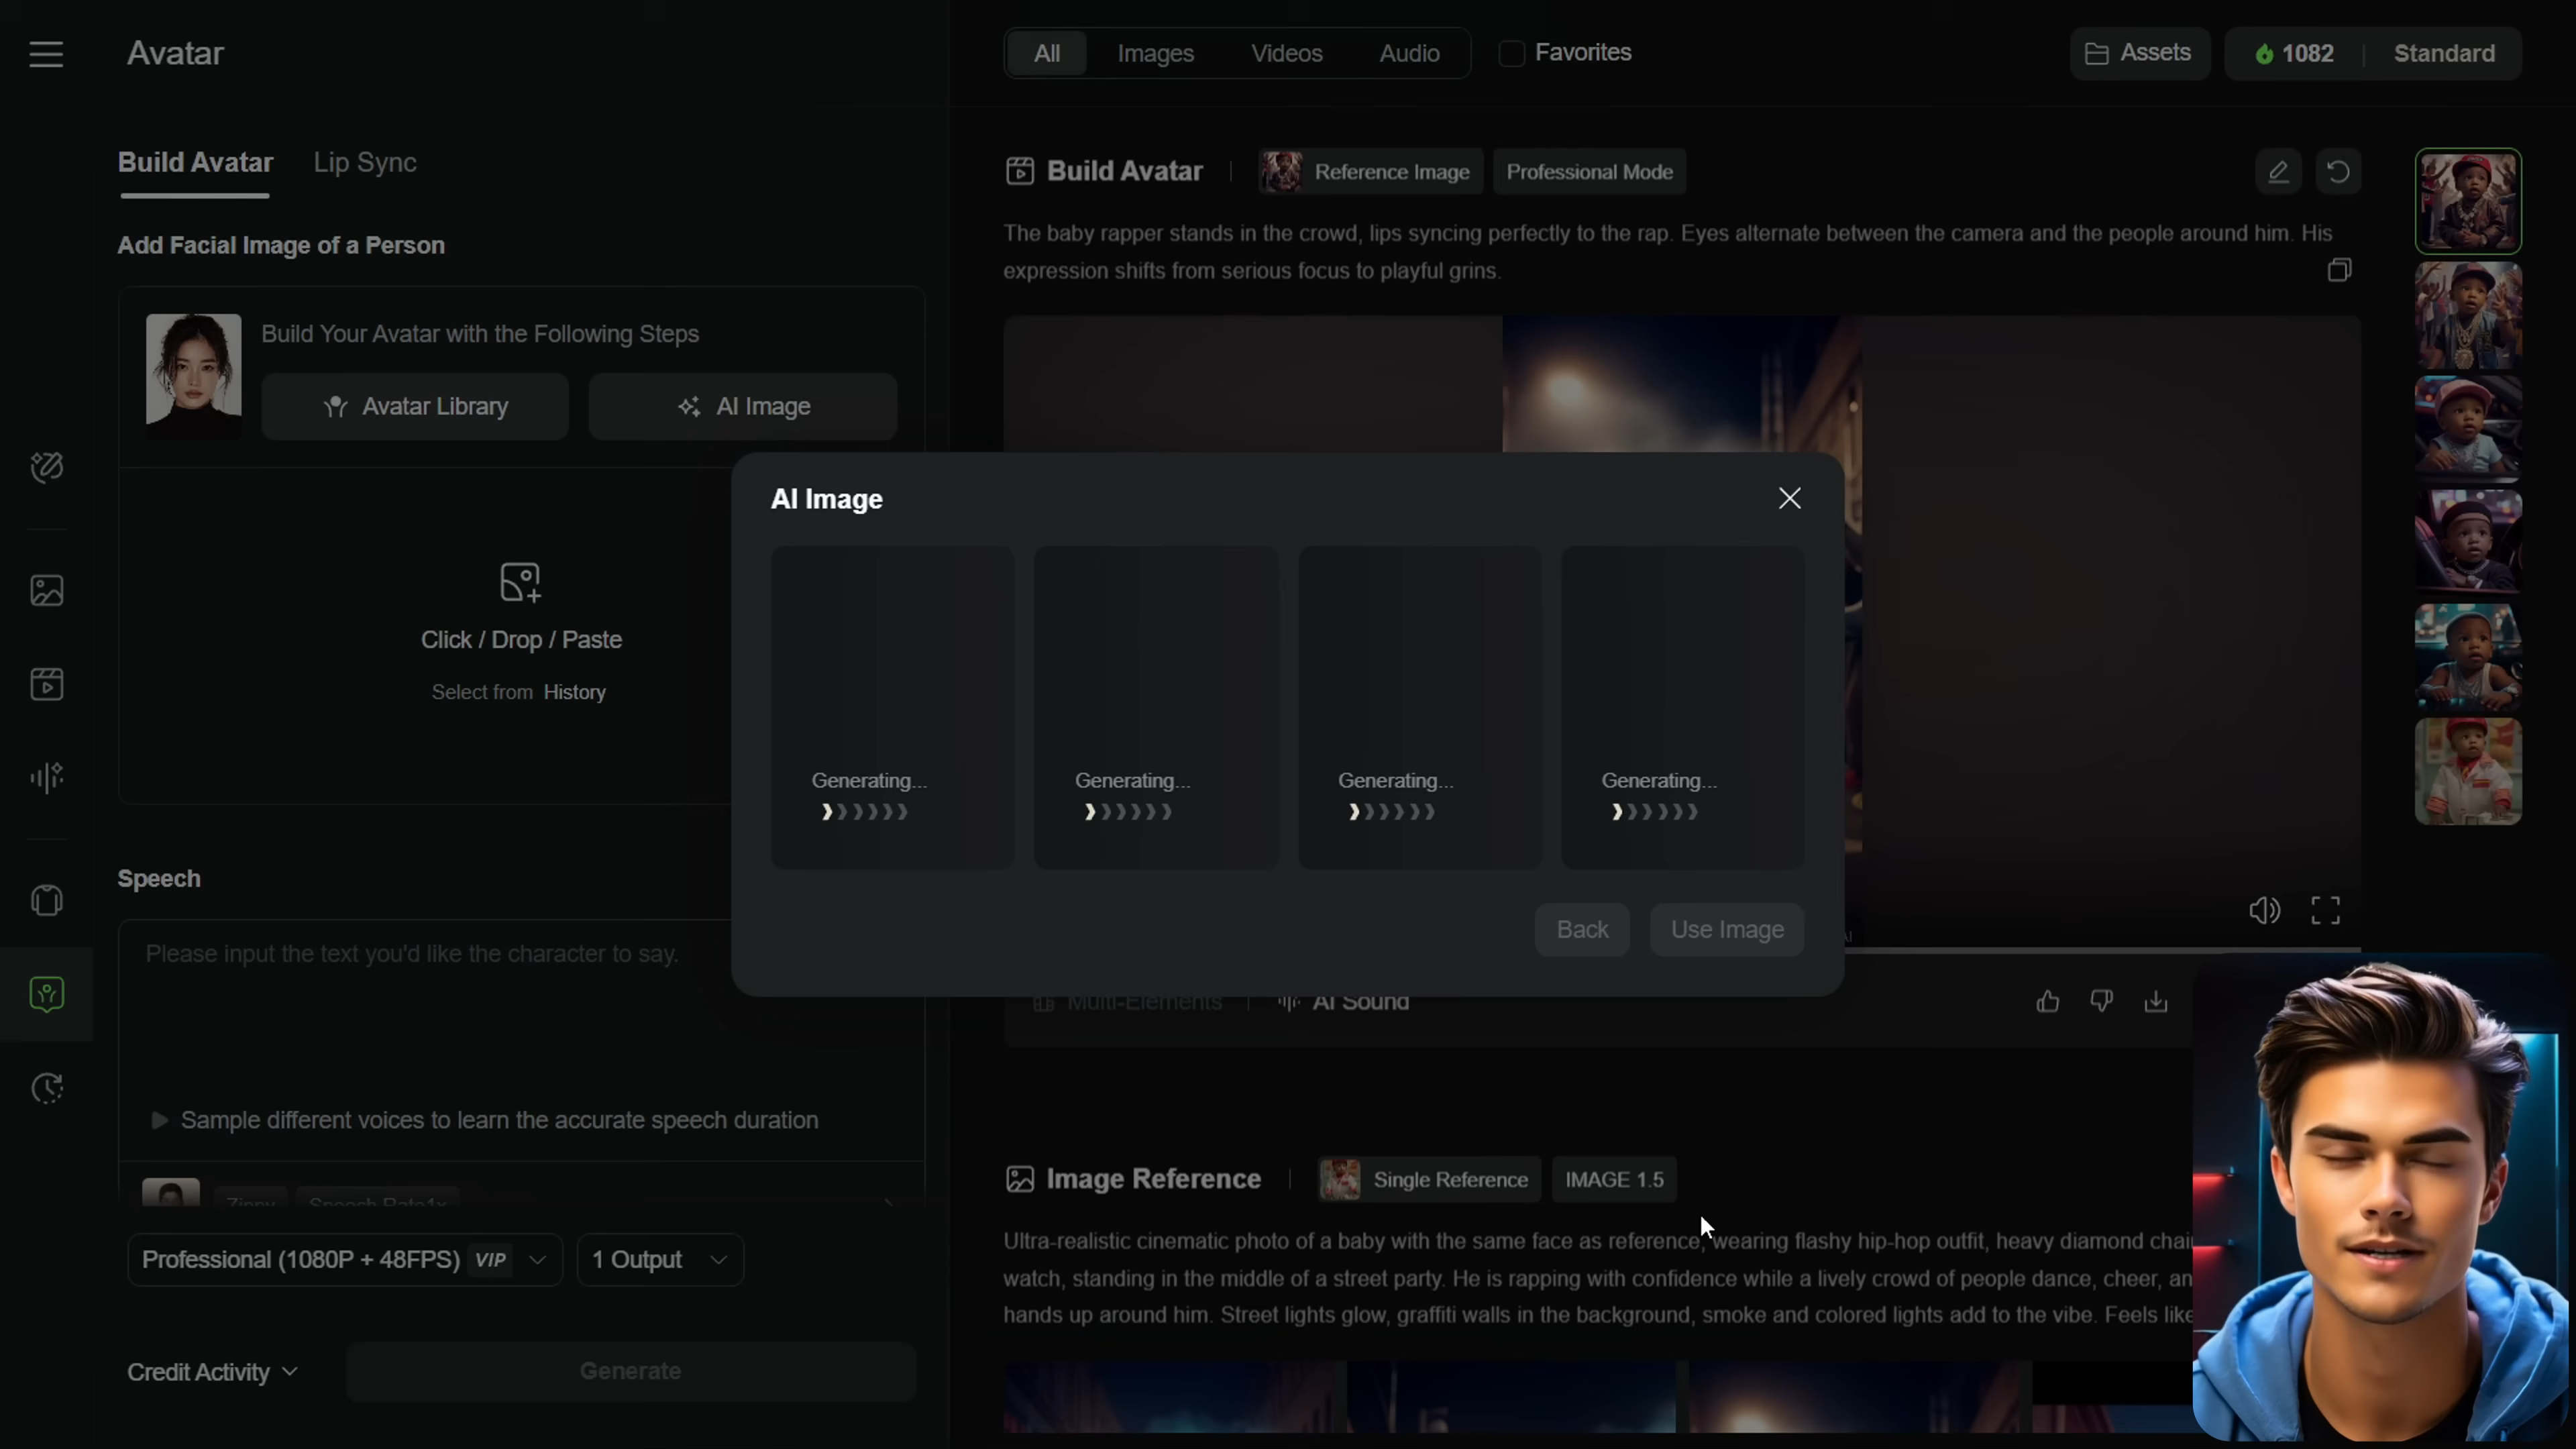 Avatar
All
Images
Videos
Audio
Favorites
Assets
1082
Standard
Build Avatar
Lip Sync
Build Avatar
Reference Image
Professional Mode
The baby rapper stands in the crowd, lips syncing perfectly to the rap. Eyes alternate between the camera and the people around him. His
expression shifts from serious focus to playful grins.
Add Facial Image of a Person
Build Your Avatar with the Following Steps
Avatar Library
AI Image
AI Image
Click / Drop / Paste
Select from History
Generating...
Generating...
Generating...
Generating...
Back
Use Image
Speech
Please input the text you'd like the character to say.
Multi-Elements
AI Sound
Sample different voices to learn the accurate speech duration
Zippy
Speech Rate1x
Image Reference
Single Reference
IMAGE 1.5
Ultra-realistic cinematic photo of a baby with the same face as reference, wearing flashy hip-hop outfit, heavy diamond
watch, standing in the middle of a street party. He is rapping with confidence while a lively crowd of people dance, cheer,
hands up around him. Street lights glow, graffiti walls in the background, smoke and colored lights add to the vibe. Feels like
Professional (1080P + 48FPS)
VIP
1 Output
Credit Activity
Generate